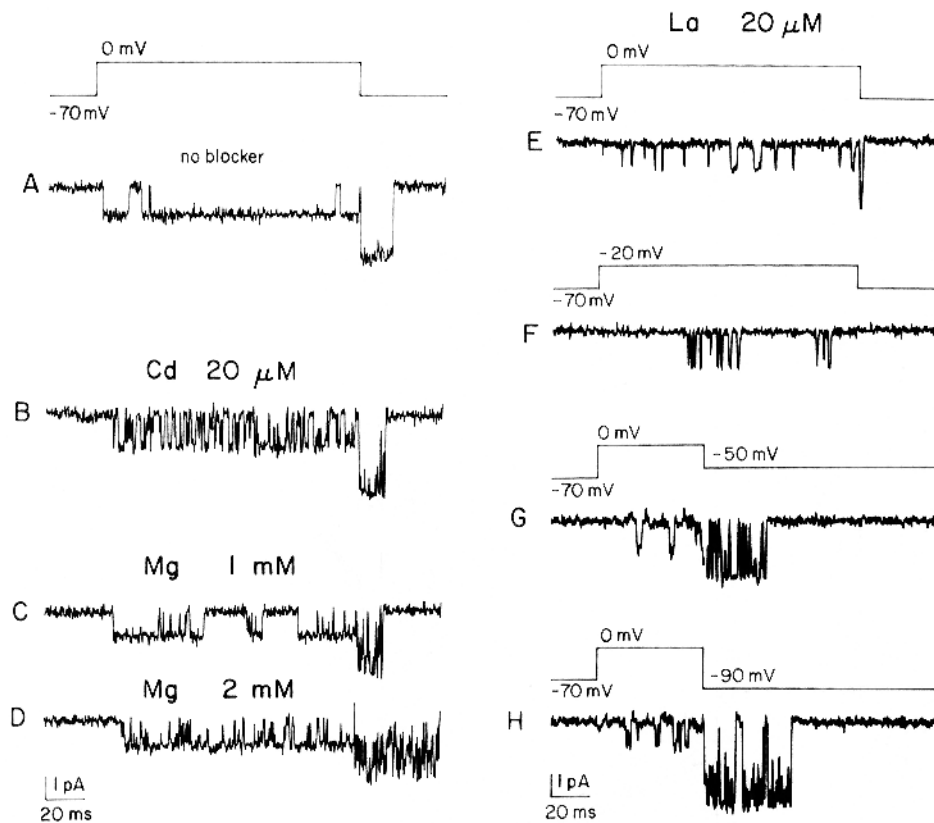 0 mV
-70 mV
no blocker
A
Cd 20 μM
B
Mg 1 mM
C
Mg 2 mM
D
1 pA
20 ms
La 20 μM
0 mV
-70 mV
E
-20 mV
-70 mV
F
0 mV
-50 mV
-70 mV
G
0 mV
-90 mV
-70 mV
H
1 pA
20 ms